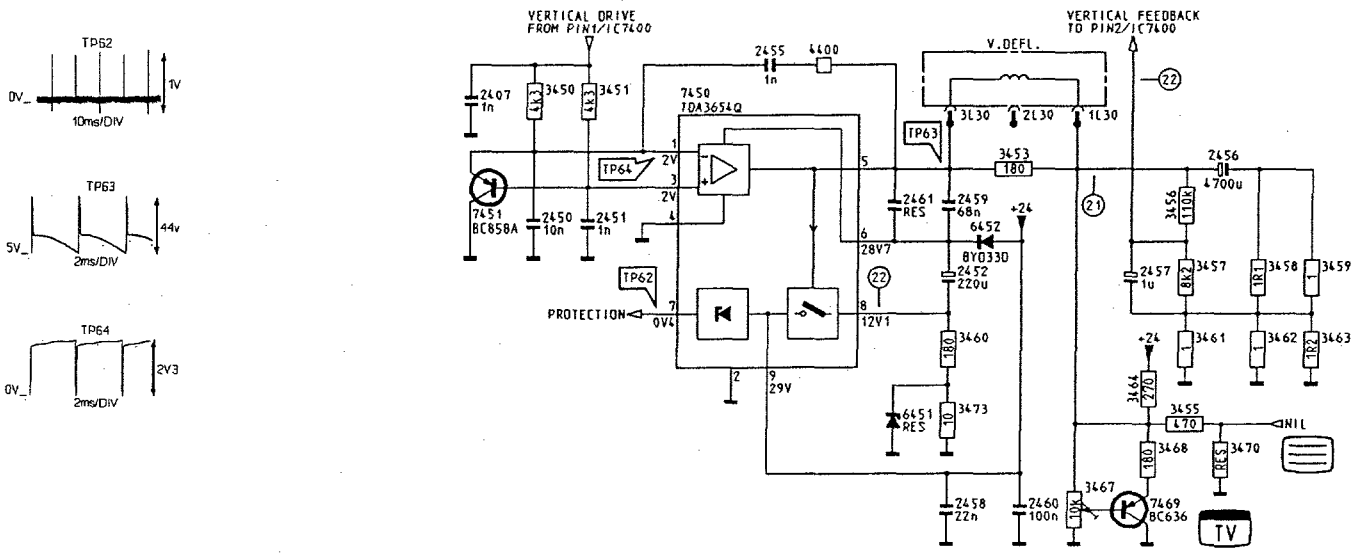 VERTICAL DRIVE
FROM PIN1/IC7400
VERTICAL FEEDBACK
TO PIN2/IC7400
V.DEFL.
TP62
1V
0V_
10ms/DIV
TP63
44v
5V_
2ms/DIV
TP64
2V3
0V_
2ms/DIV
2407
1n
3450
4k3
3451
4k3
2455
1n
4400
7450
TDA3654Q
1
2V
TP64
3
2V
4
7451
BC858A
2450
10n
2451
1n
5
TP63
3L30
2L30
1L30
3453
180
22
21
2456
4700u
3456
110k
2461
RES
2459
68n
+24
6452
BYD33D
6
28V7
2452
220u
22
8
12V1
TP62
7
0V4
PROTECTION
2
9
29V
3460
180
6451
RES
3473
10
2457
1u
3457
8k2
3458
1R1
3459
1
3461
1
3462
1
3463
1R2
+24
3464
270
3455
470
NIL
3468
180
3470
RES
3467
10k
7469
BC636
2458
22n
2460
100n
TV